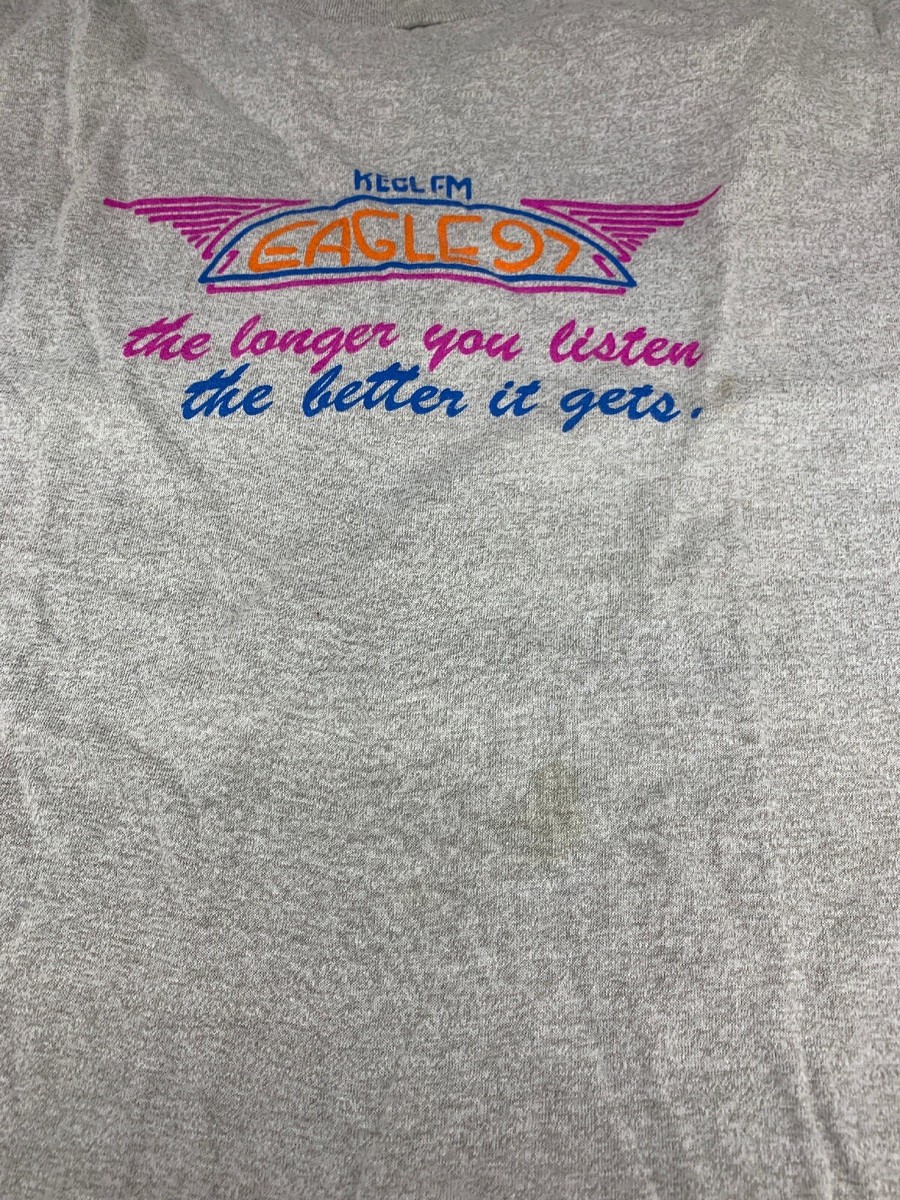 KEGL FM
EAGLE 97
the longer you listen
the better it gets.